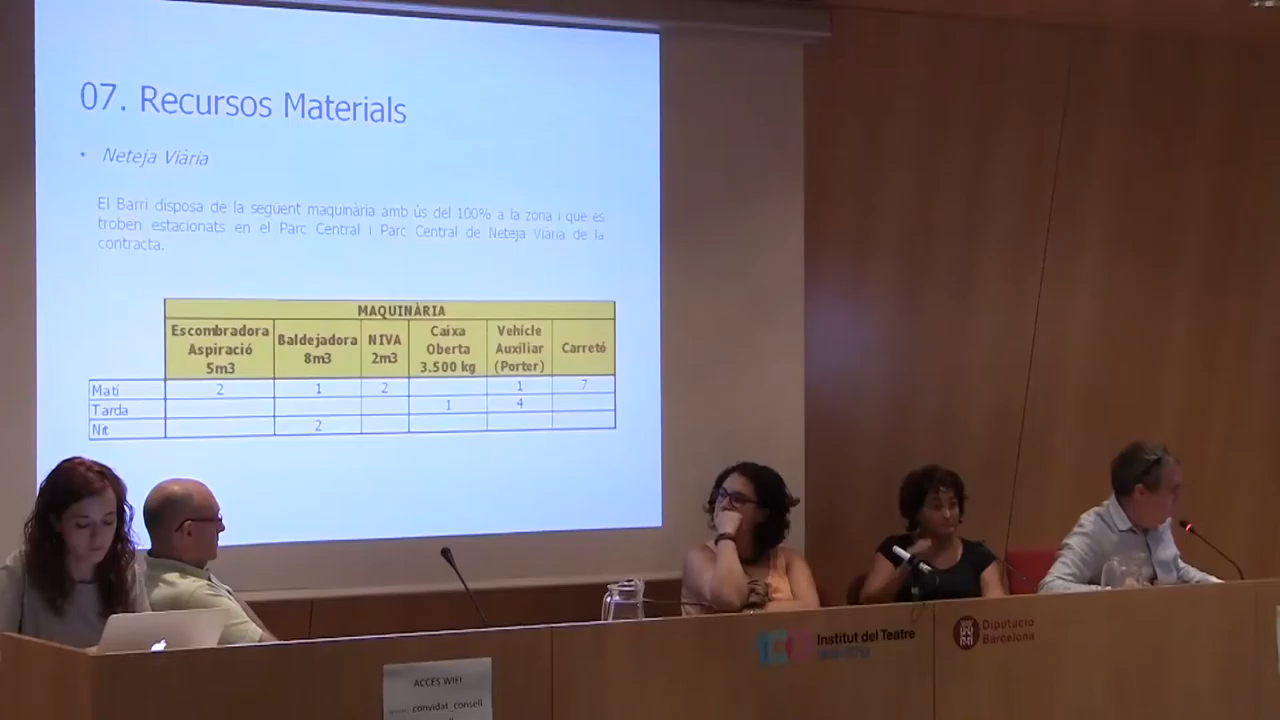 07. Recursos Materials
• Neteja Viària
El Barri disposa de la següent maquinària amb ús del 100% a la zona i que es
troben estacionats en el Parc Central i Parc Central de Neteja Viària de la
contracta.
MAQUINÀRIA
Escombradora Aspiració 5m3 Baldejadora 8m3 NIVA 2m3 Caixa Oberta 3.500 kg Vehicle Auxiliar (Porter) Carretó
Matí 2 1 2 1 7
Tarda 1 4
Nit 2
Institut del Teatre
Diputació
Barcelona
ACCÉS WIFI
convidat_consell